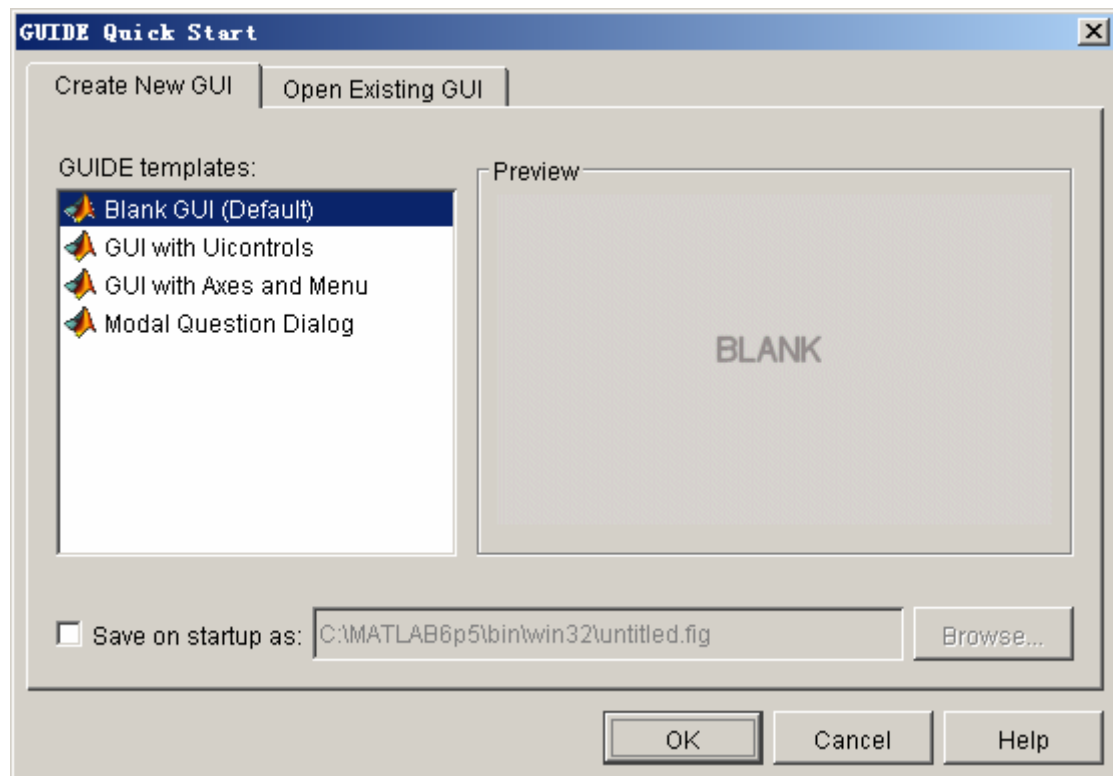 GUIDE Quick Start
Create New GUI
Open Existing GUI
GUIDE templates:
Blank GUI (Default)
GUI with Uicontrols
GUI with Axes and Menu
Modal Question Dialog
Preview
BLANK
Save on startup as:
C:\MATLAB6p5\bin\win32\untitled.fig
Browse...
OK
Cancel
Help